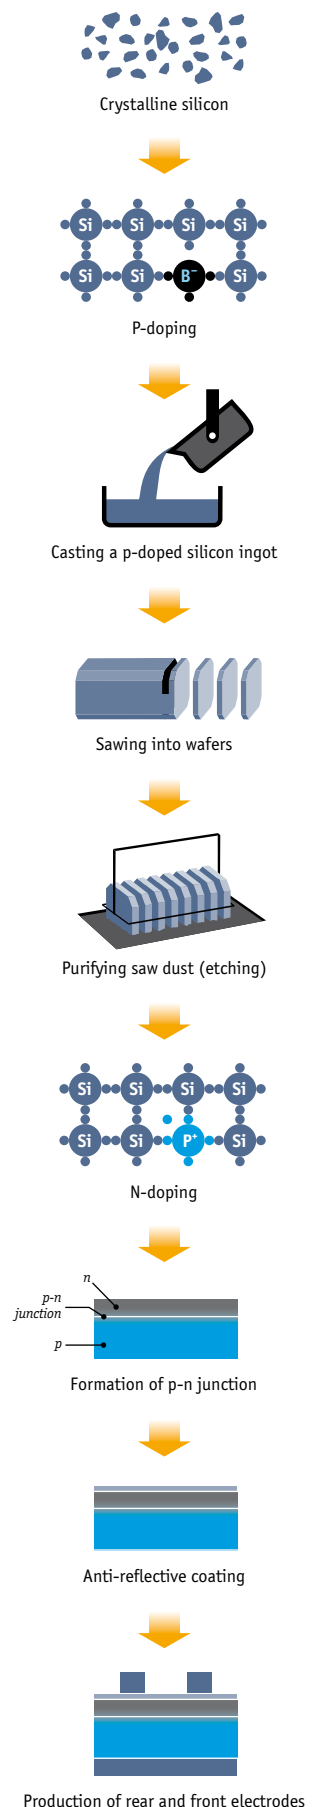 Crystalline silicon
Si Si Si Si
Si Si B⁻ Si
P-doping
Casting a p-doped silicon ingot
Sawing into wafers
Purifying saw dust (etching)
Si Si Si Si
Si Si P⁺ Si
N-doping
n
p-n
junction
p
Formation of p-n junction
Anti-reflective coating
Production of rear and front electrodes